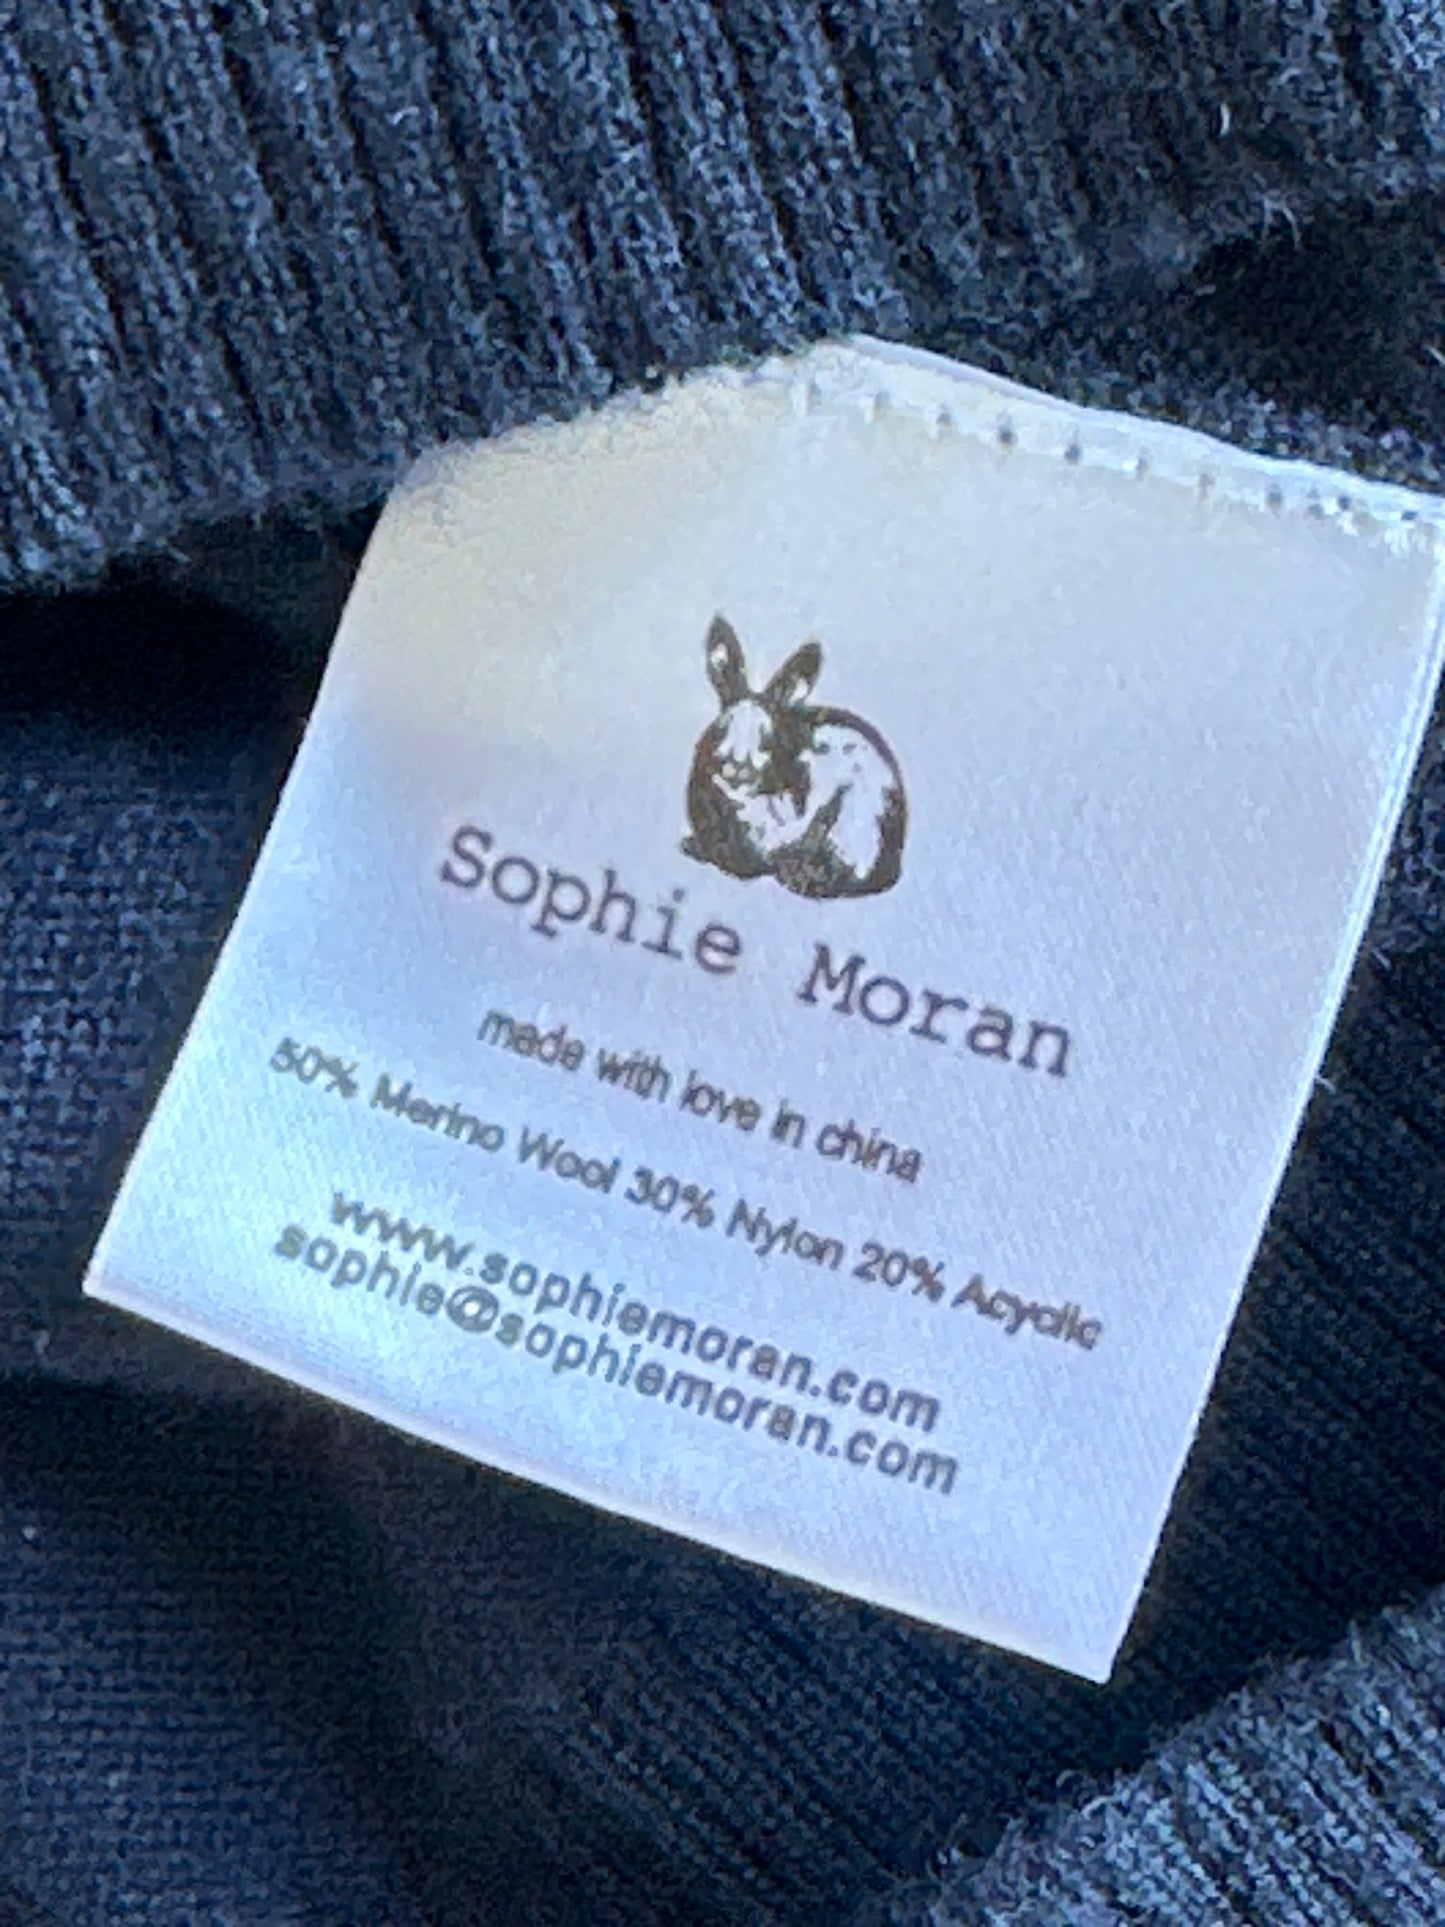 Sophie Moran
made with love in china
50% Merino Wool 30% Nylon 20% Acyclic
www.sophiemoran.com
sophie@sophiemoran.com